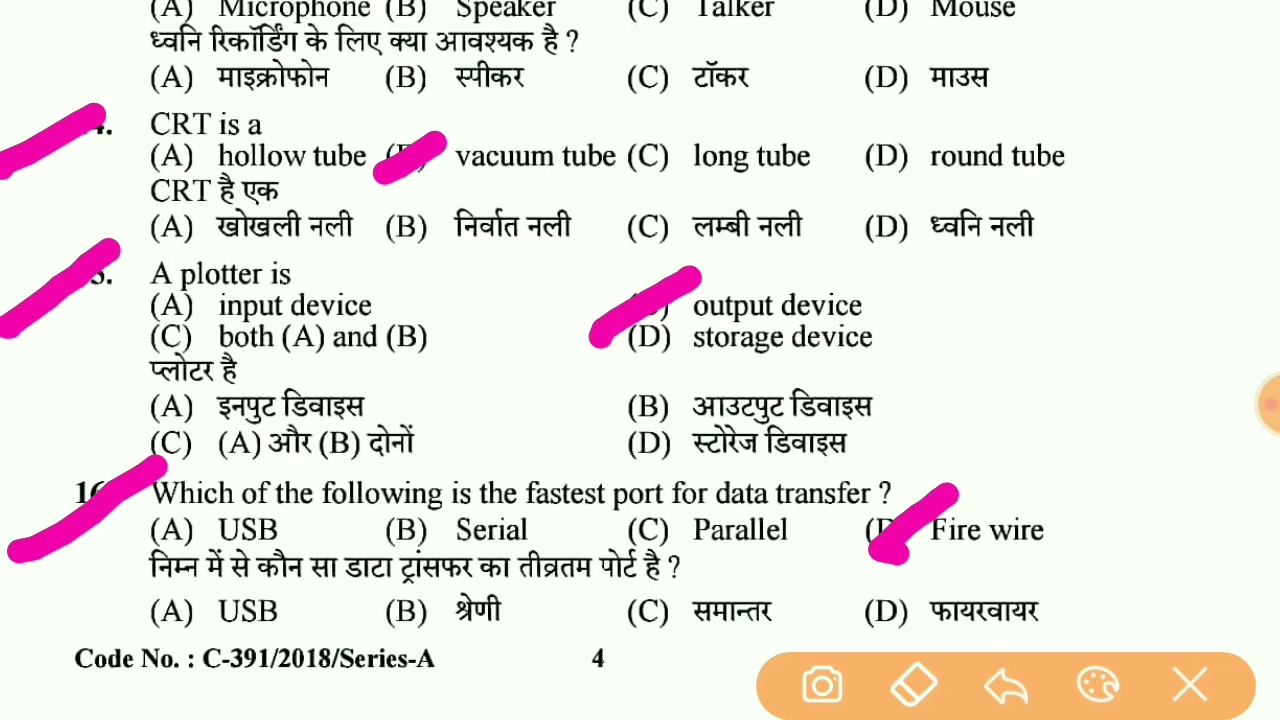 (A) Microphone (B) Speaker (C) Talker (D) Mouse
ध्वनि रिकॉर्डिंग के लिए क्या आवश्यक है ?
(A) माइक्रोफोन (B) स्पीकर (C) टॉकर (D) माउस
CRT is a
(A) hollow tube vacuum tube (C) long tube (D) round tube
CRT है एक
(A) खोखली नली (B) निर्वात नली (C) लम्बी नली (D) ध्वनि नली
A plotter is
(A) input device output device
(C) both (A) and (B) (D) storage device
प्लोटर है
(A) इनपुट डिवाइस (B) आउटपुट डिवाइस
(C) (A) और (B) दोनों (D) स्टोरेज डिवाइस
Which of the following is the fastest port for data transfer ?
(A) USB (B) Serial (C) Parallel Fire wire
निम्न में से कौन सा डाटा ट्रांसफर का तीव्रतम पोर्ट है ?
(A) USB (B) श्रेणी (C) समान्तर (D) फायरवायर
Code No. : C-391/2018/Series-A 4